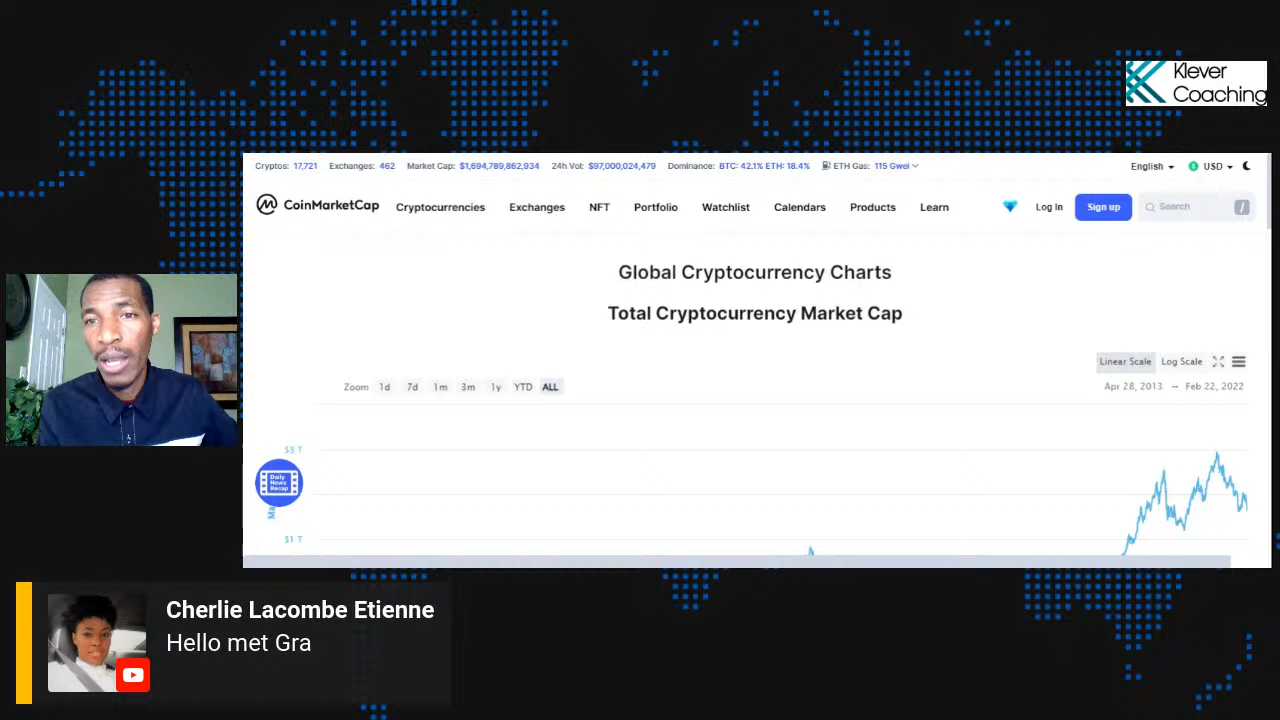 Klever
Coaching
Cryptos: 17,721 Exchanges: 462 Market Cap: $1,694,789,862,934 24h Vol: $97,000,024,479 Dominance: BTC: 42.1% ETH: 18.4% ETH Gas: 115 Gwei English USD
CoinMarketCap Cryptocurrencies Exchanges NFT Portfolio Watchlist Calendars Products Learn Log In Sign up Search /
Global Cryptocurrency Charts
Total Cryptocurrency Market Cap
Linear Scale Log Scale
Zoom 1d 7d 1m 3m 1y YTD ALL Apr 28, 2013 → Feb 22, 2022
$3 T
Daily
News
Recap
$1 T
Cherlie Lacombe Etienne
Hello met Gra